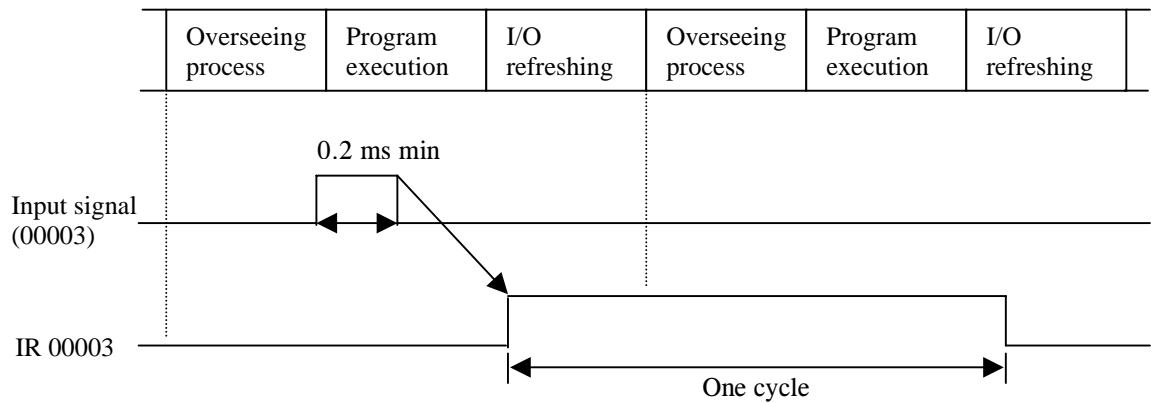 Overseeing
process
Program
execution
I/O
refreshing
Overseeing
process
Program
execution
I/O
refreshing
0.2 ms min
Input signal
(00003)
IR 00003
One cycle